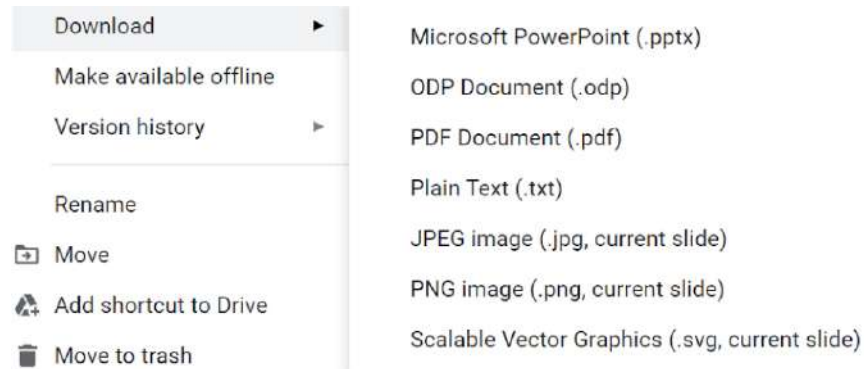 Download
Make available offline
Version history
Rename
Move
Add shortcut to Drive
Move to trash
Microsoft PowerPoint (.pptx)
ODP Document (.odp)
PDF Document (.pdf)
Plain Text (.txt)
JPEG image (.jpg, current slide)
PNG image (.png, current slide)
Scalable Vector Graphics (.svg, current slide)